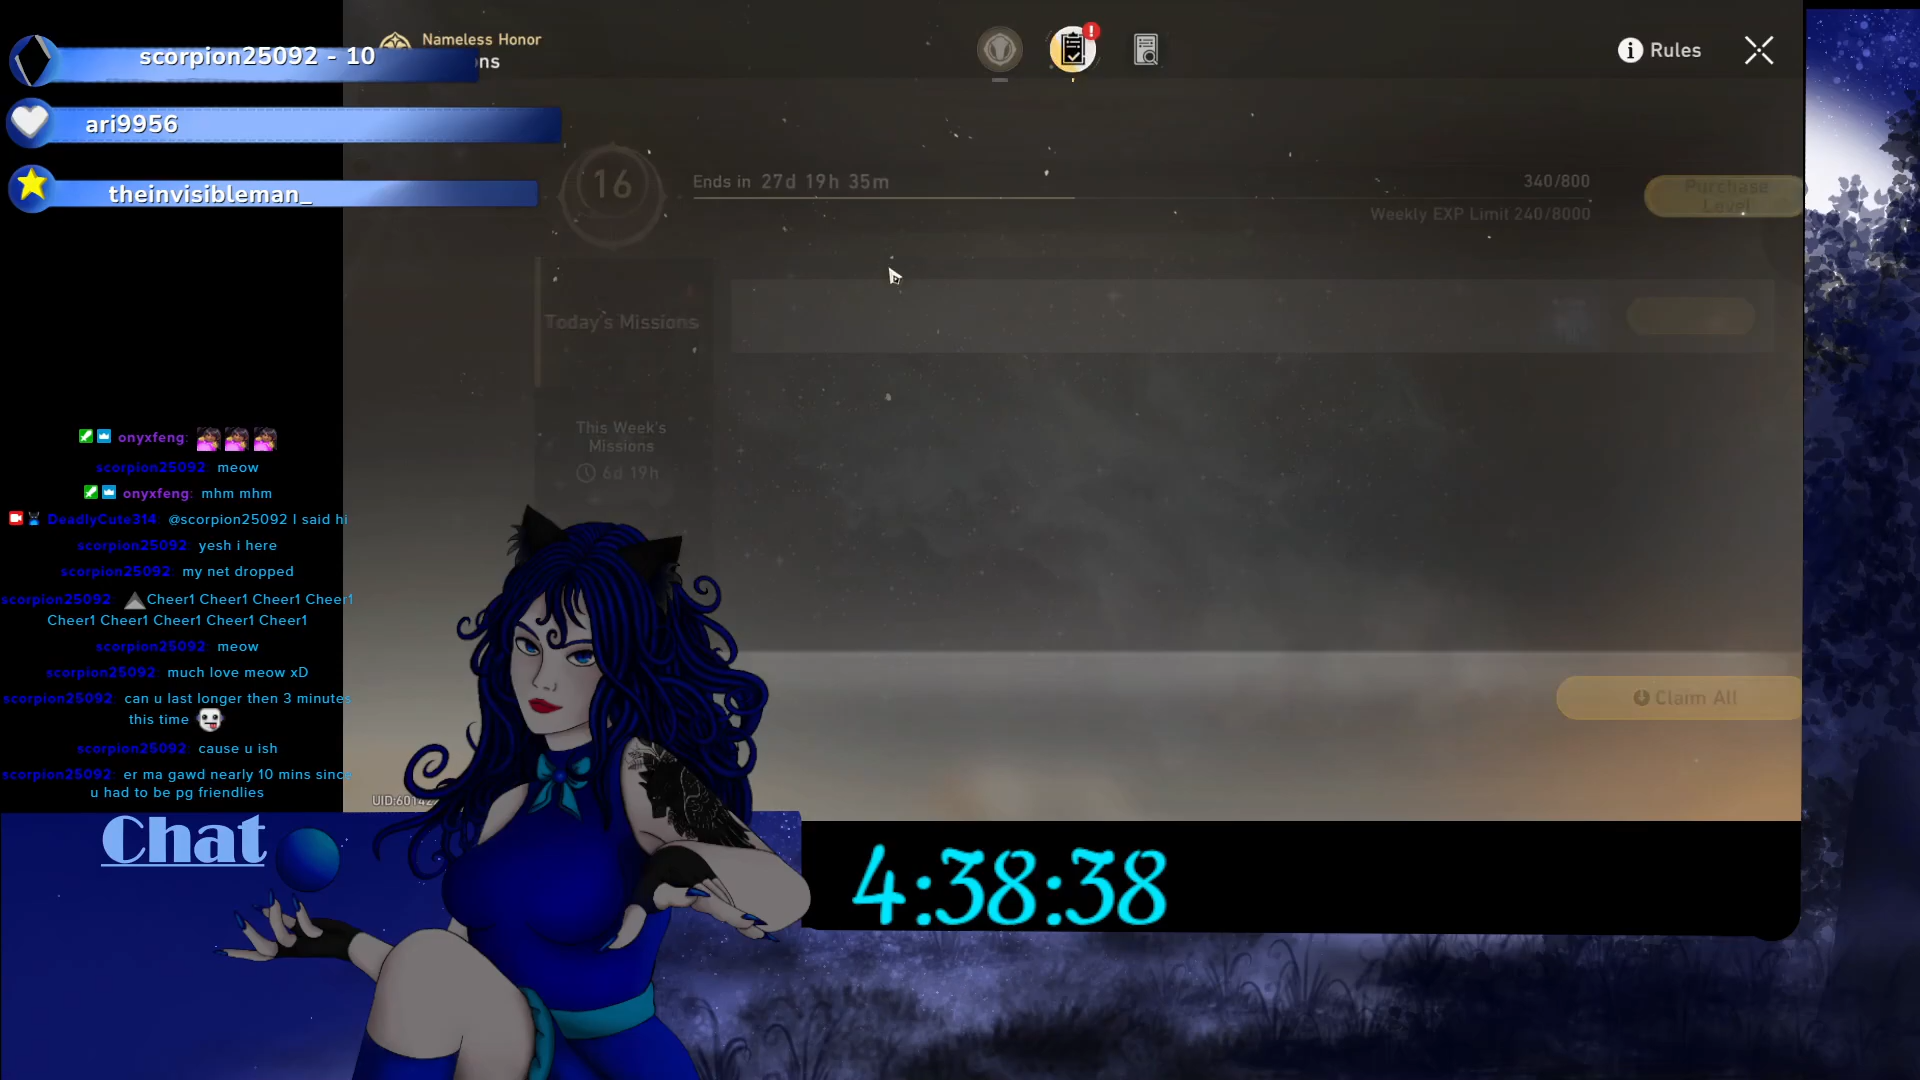 scorpion25092 - 10
ari9956
theinvisibleman_
Nameless Honor
ons
Rules
16
Ends in 27d 19h 35m
340/800
Weekly EXP Limit 240/8000
Purchase
Level
Today's Missions
This Week's
Missions
6d 19h
Claim All
onyxfeng:
scorpion25092 meow
onyxfeng: mhm mhm
DeadlyCute314 @scorpion25092 I said hi
scorpion25092 yesh i here
scorpion25092 my net dropped
scorpion25092 Cheer1 Cheer1 Cheer1 Cheer1
Cheer1 Cheer1 Cheer1 Cheer1 Cheer1
scorpion25092 meow
scorpion25092 much love meow xD
scorpion25092 can u last longer then 3 minutes
this time
scorpion25092 cause u ish
scorpion25092 er ma gawd nearly 10 mins since
u had to be pg friendlies
Chat
4:38:38